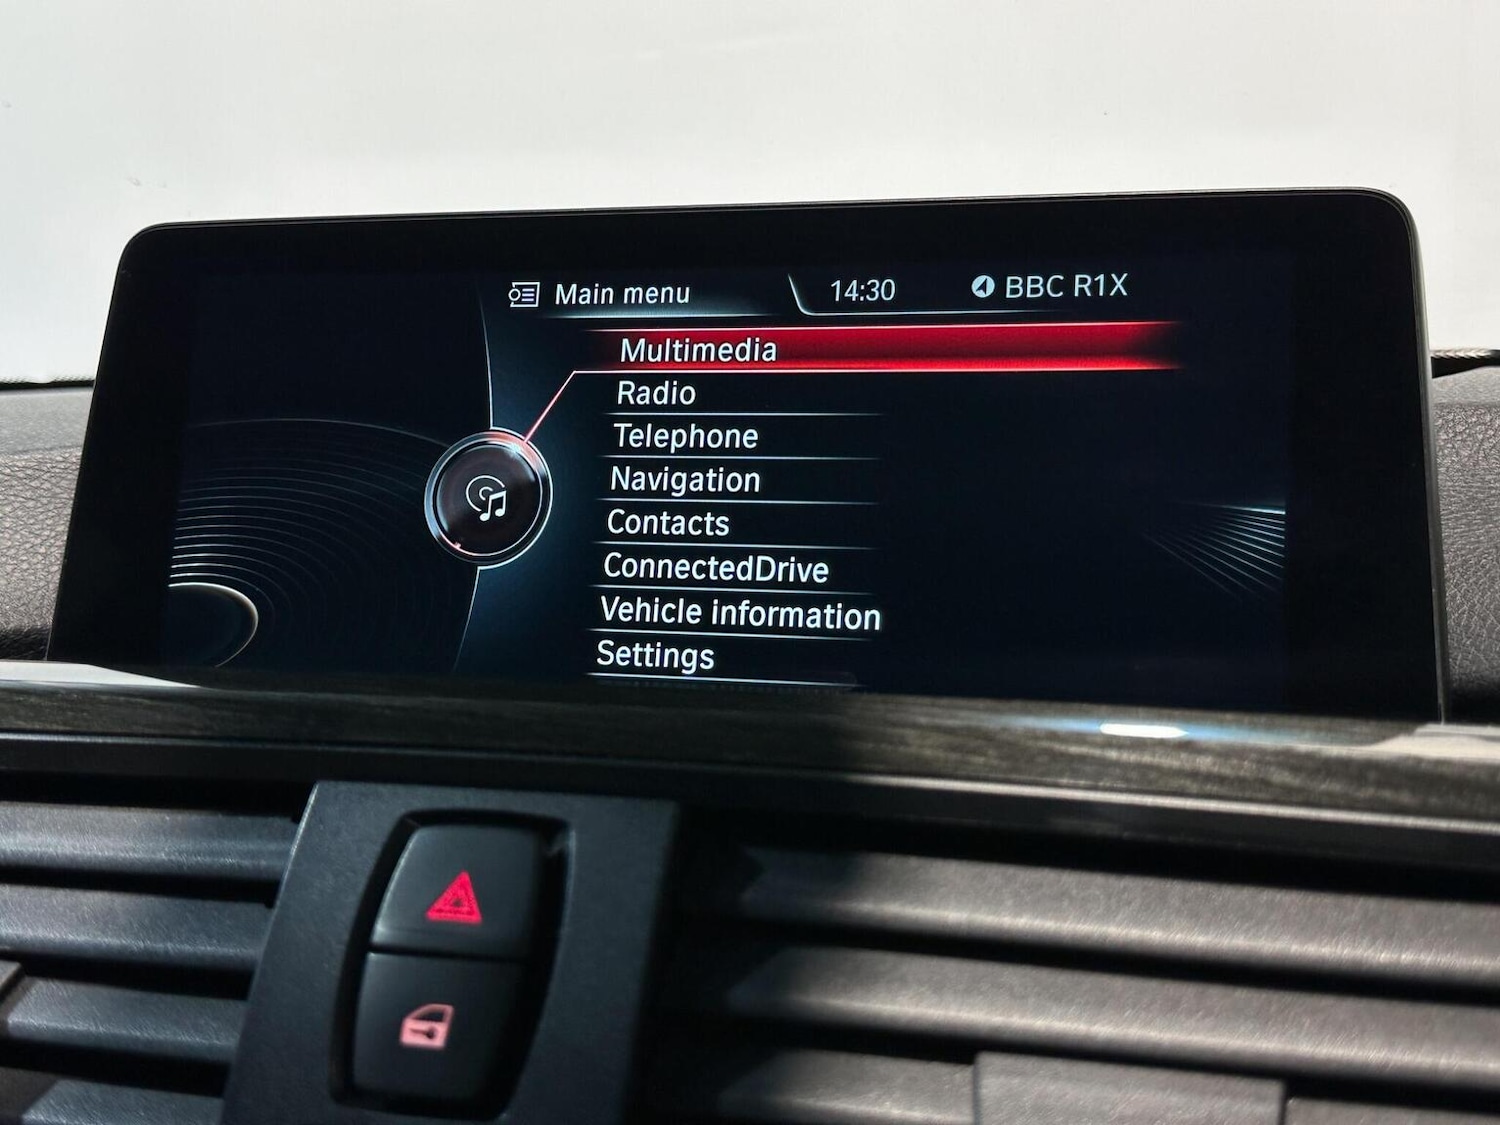 Main menu 14:30 BBC R1X
Multimedia
Radio
Telephone
Navigation
Contacts
ConnectedDrive
Vehicle information
Settings